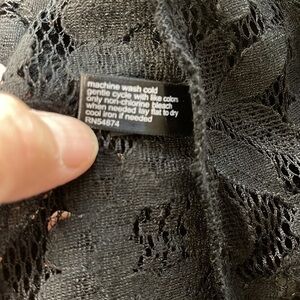 machine wash cold
gentle cycle with like colors
only non-chlorine bleach
when needed lay flat to dry
cool iron if needed
RN54874